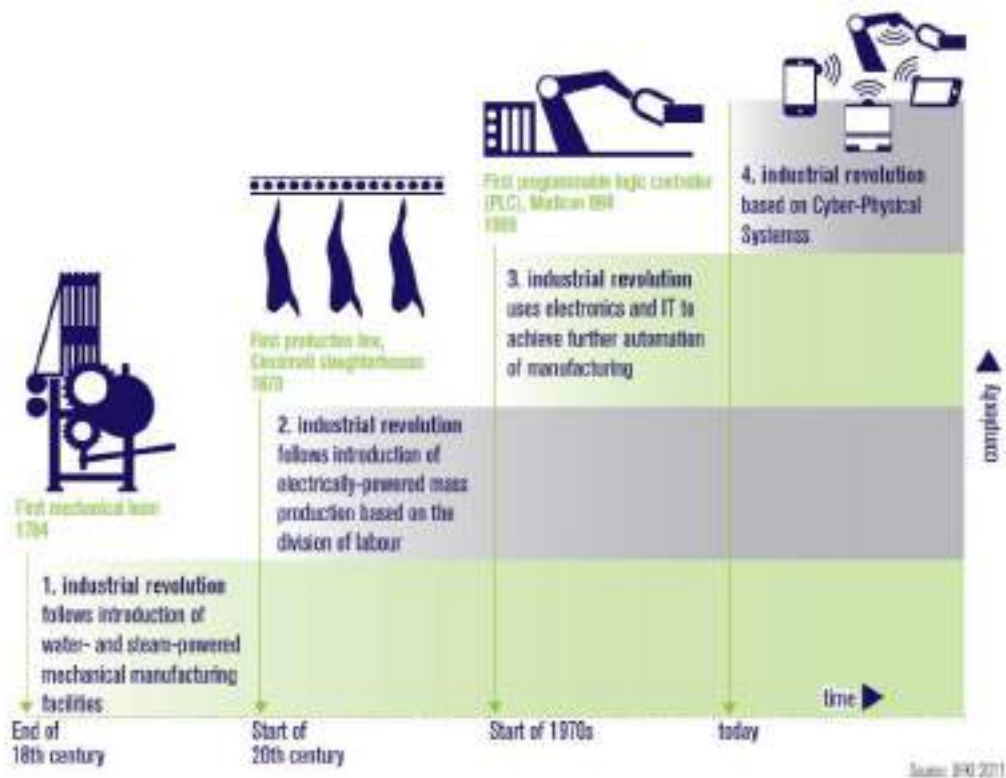 First mechanical loom
1784
1. industrial revolution
follows introduction of
water- and steam-powered
mechanical manufacturing
facilities
End of
18th century
First production line,
Cincinnati slaughterhouse
1870
2. industrial revolution
follows introduction of
electrically-powered mass
production based on the
division of labour
Start of
20th century
First programmable logic controller
(PLC), Modicon 084
1969
3. industrial revolution
uses electronics and IT to
achieve further automation
of manufacturing
Start of 1970s
4. industrial revolution
based on Cyber-Physical
Systemss
today
time
complexity
Source: 2011